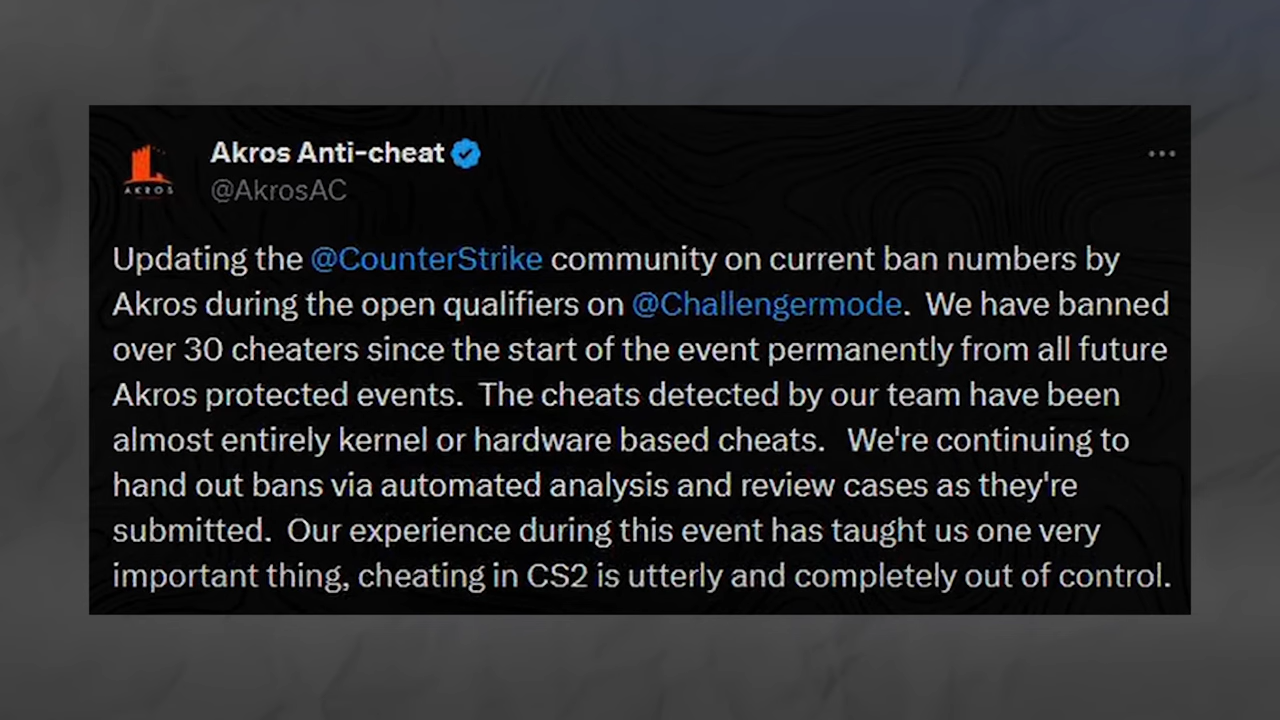 Akros Anti-cheat
@AkrosAC
AKROS
Updating the @CounterStrike community on current ban numbers by
Akros during the open qualifiers on @Challengermode.  We have banned
over 30 cheaters since the start of the event permanently from all future
Akros protected events.  The cheats detected by our team have been
almost entirely kernel or hardware based cheats.   We're continuing to
hand out bans via automated analysis and review cases as they're
submitted.  Our experience during this event has taught us one very
important thing, cheating in CS2 is utterly and completely out of control.